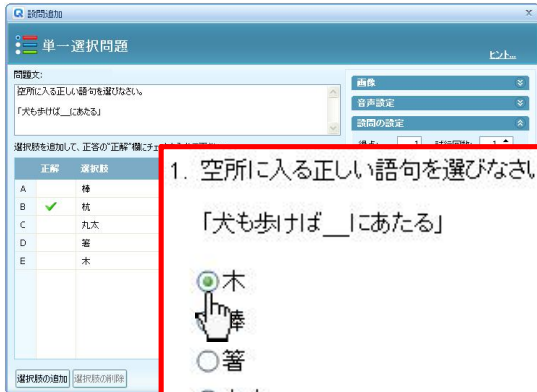 設問追加
単一選択問題
ヒント...
問題文:
空所に入る正しい語句を選びなさい。
「犬も歩けば__にあたる」
画像
音声設定
設問の設定
選択肢を追加して、正答の"正解"欄にチェ
正解 選択肢
A 棒
B 杭
C 丸太
D 箸
E 木
選択肢の追加 選択肢の削除
1. 空所に入る正しい語句を選びなさい
「犬も歩けば__にあたる」
木
棒
箸